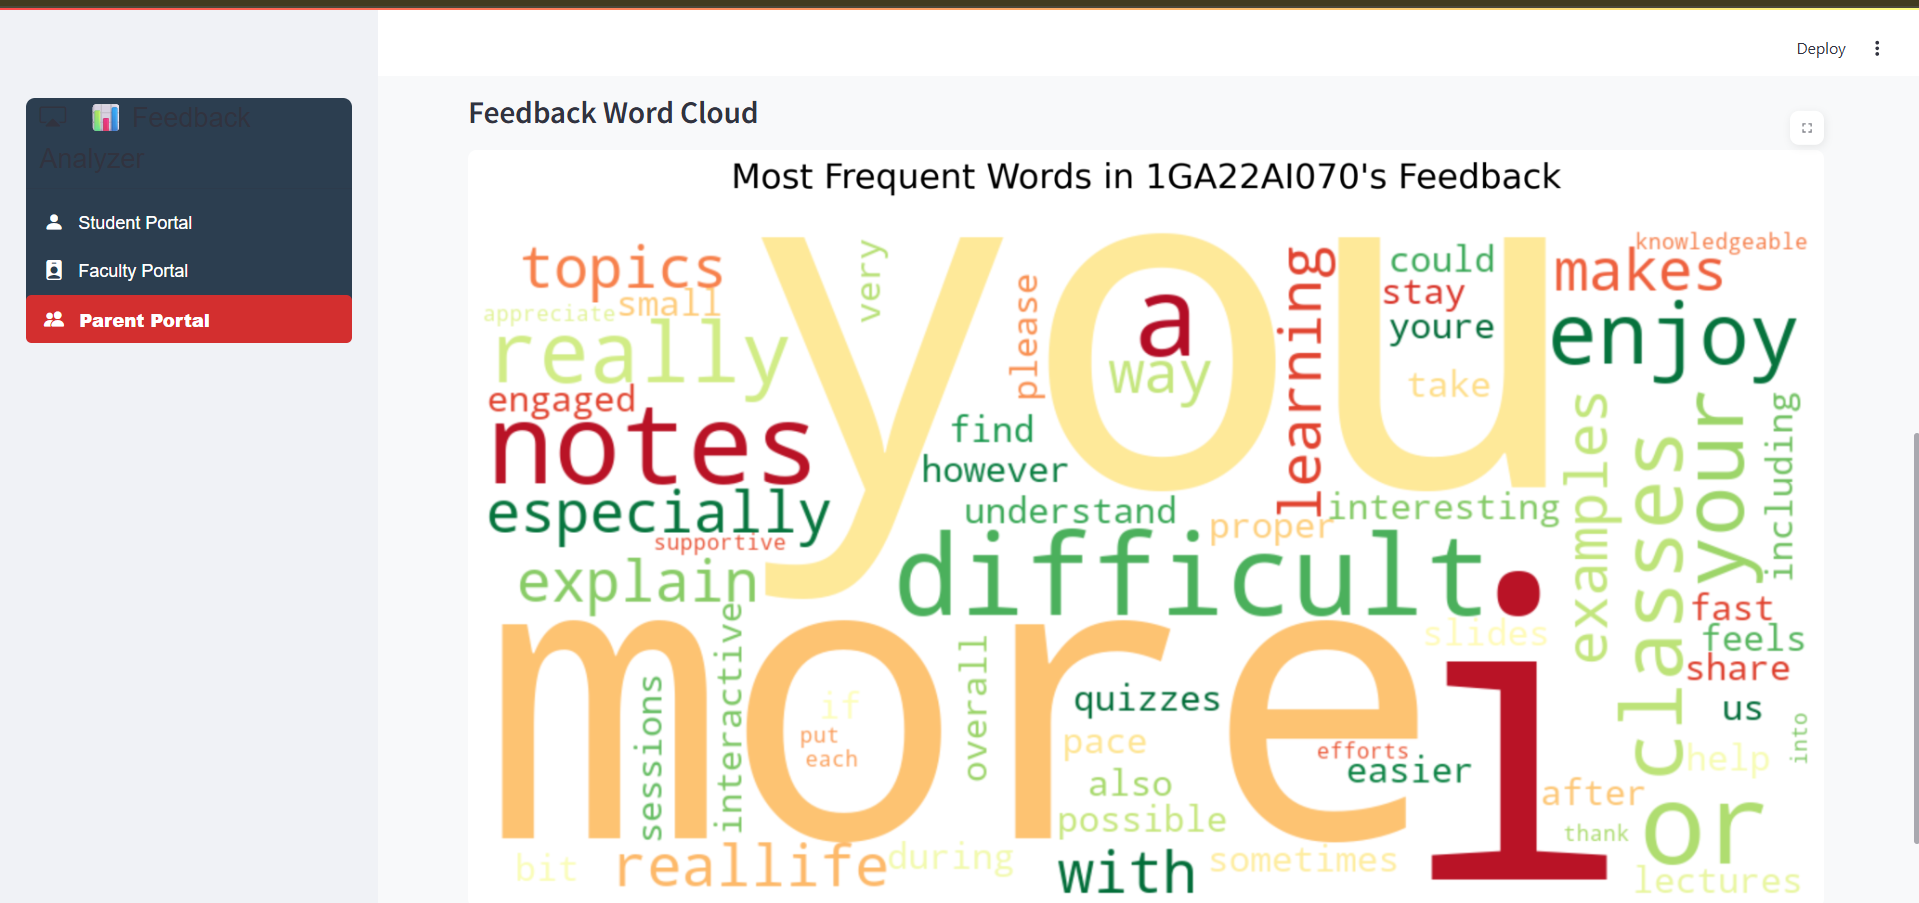 Deploy
Feedback
Analyzer
Student Portal
Faculty Portal
Parent Portal
Feedback Word Cloud
Most Frequent Words in 1GA22AI070's Feedback
you
more
i
difficult
notes
a
or
classes
your
enjoy
really
especially
topics
makes
knowledgeable
very
could
stay
youre
take
small
appreciate
please
way
learning
engaged
find
however
understand
proper
interesting
examples
including
supportive
explain
fast
feels
share
us
into
slides
interactive
sessions
if
put
each
overall
quizzes
pace
also
possible
efforts
easier
help
after
thank
bit
reallife
during
with
sometimes
lectures